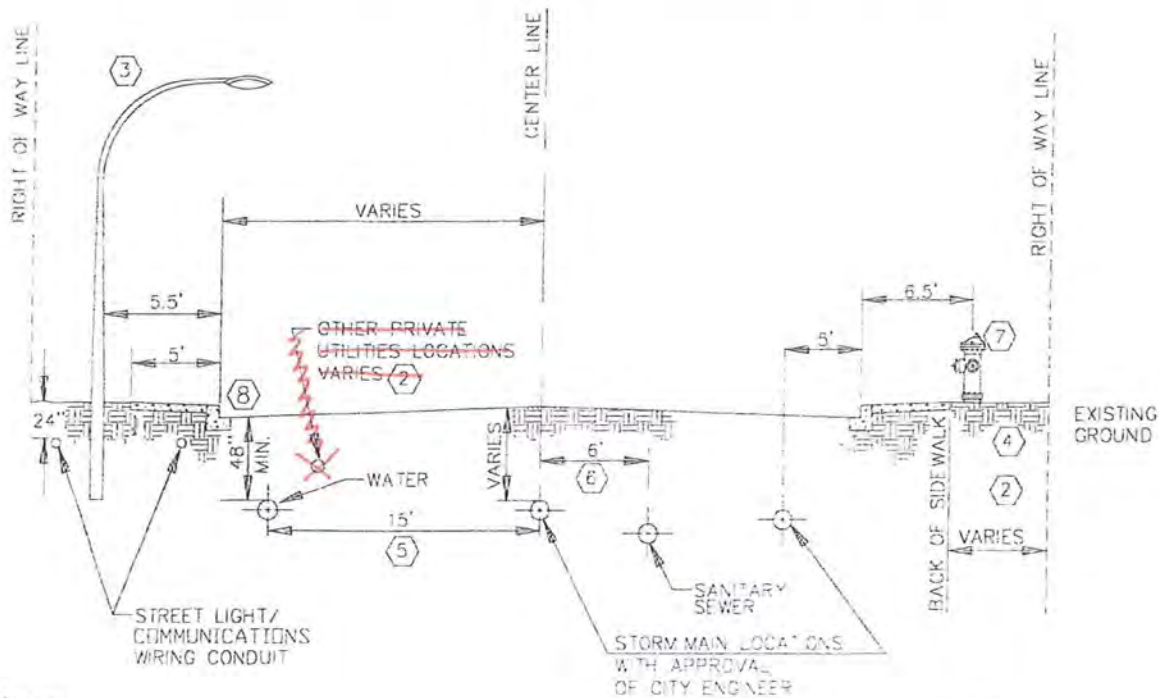 RIGHT OF WAY LINE
3
CENTER LINE
RIGHT OF WAY LINE
VARIES
5.5'
6.5'
OTHER PRIVATE
UTILITIES LOCATIONS
VARIES 2
5'
5'
7
8
24"
48"
MIN.
VARIES
6'
6
EXISTING
GROUND
4
2
WATER
15'
5
BACK OF SIDEWALK
VARIES
SANITARY
SEWER
STREET LIGHT/
COMMUNICATIONS
WIRING CONDUIT
STORM MAIN LOCATIONS
WITH APPROVAL
OF CITY ENGINEER